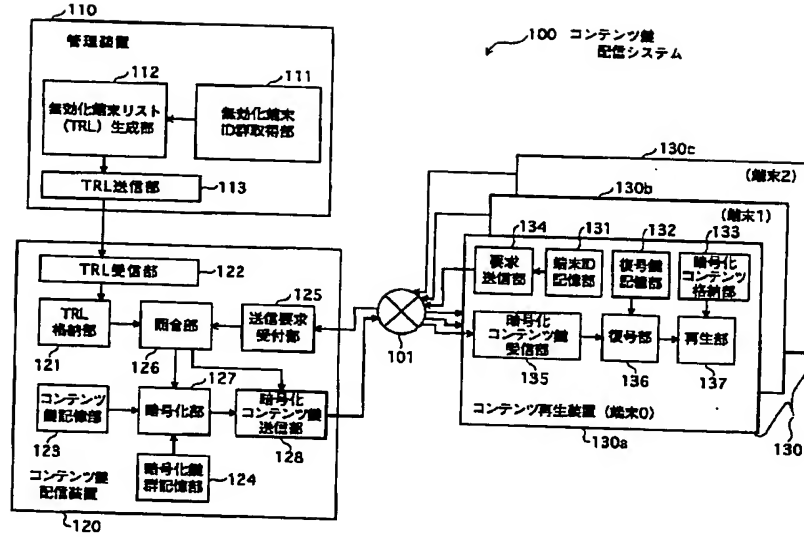 110
管理装置
112
111
無効化端末リスト
(TRL) 生成部
無効化端末
ID群取得部
TRL送信部
113
100 コンテンツ鍵
配信システム
130c
(端末2)
130b
(端末1)
134
131
132
133
要求
送信部
端末ID
記憶部
復号鍵
記憶部
暗号化
コンテンツ
格納部
暗号化
コンテンツ鍵
受信部
復号部
再生部
135
136
137
コンテンツ再生装置 (端末0)
130a
130
101
TRL受信部
122
125
TRL
格納部
照合部
送信要求
受付部
121
126
127
コンテンツ
鍵記憶部
暗号化部
暗号化
コンテンツ鍵
送信部
123
128
暗号化鍵
群記憶部
124
コンテンツ鍵
配信装置
120